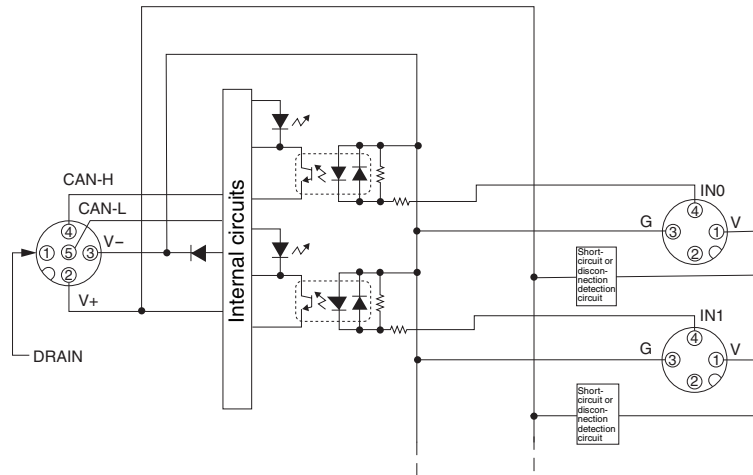 CAN-H
CAN-L
4
1
5
3
2
V−
V+
DRAIN
Internal circuits
IN0
4
G
3
1
V
2
Short-
circuit or
discon-
nection
detection
circuit
IN1
4
G
3
1
V
2
Short-
circuit or
discon-
nection
detection
circuit